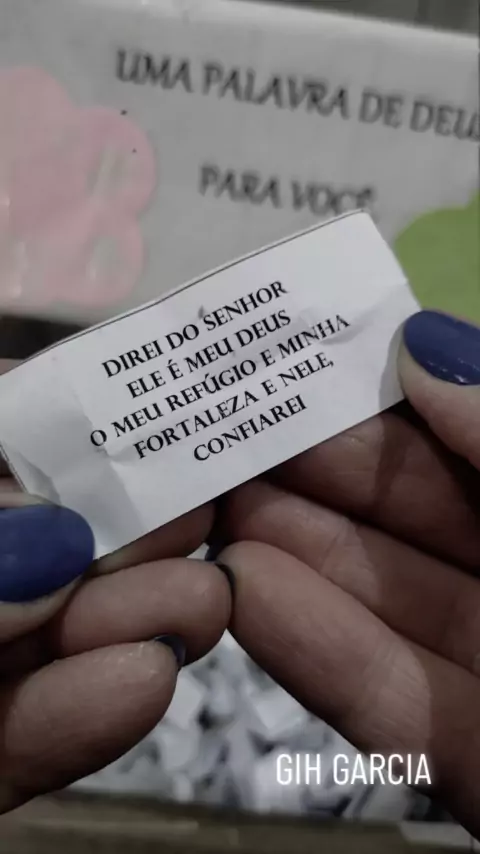 UMA PALAVRA DE DEUS
PARA VOCÊ
DIREI DO SENHOR
ELE É MEU DEUS
O MEU REFÚGIO E MINHA
FORTALEZA E NELE,
CONFIAREI
GIH GARCIA